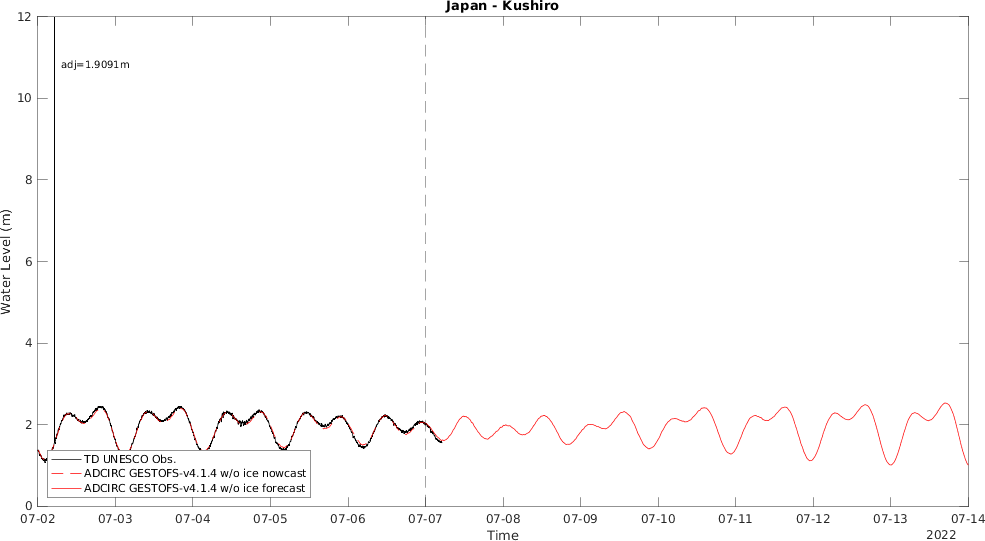 Japan - Kushiro
12
adj=1.9091m
10
8
6
4
2
0
Water Level (m)
TD UNESCO Obs.
ADCIRC GESTOFS-v4.1.4 w/o ice nowcast
ADCIRC GESTOFS-v4.1.4 w/o ice forecast
07-02 07-03 07-04 07-05 07-06 07-07 07-08 07-09 07-10 07-11 07-12 07-13 07-14
Time
2022